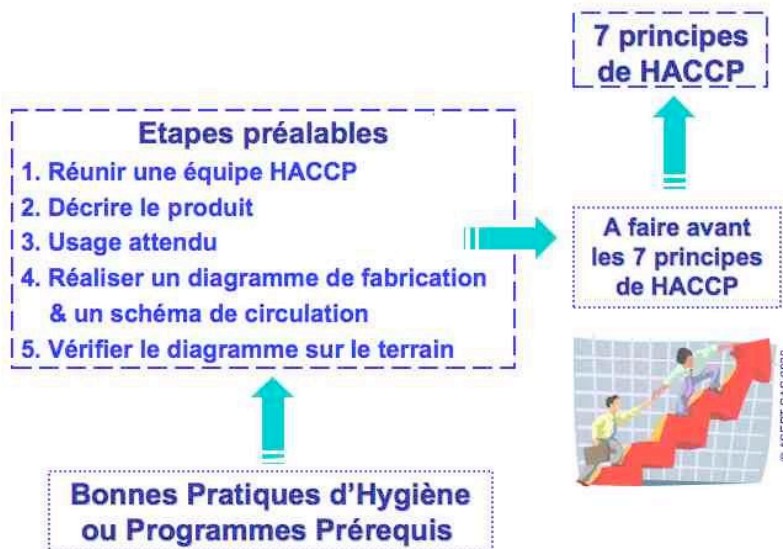 7 principes
de HACCP
Etapes préalables
1. Réunir une équipe HACCP
2. Décrire le produit
3. Usage attendu
4. Réaliser un diagramme de fabrication
& un schéma de circulation
5. Vérifier le diagramme sur le terrain
A faire avant
les 7 principes
de HACCP
Bonnes Pratiques d'Hygiène
ou Programmes Prérequis